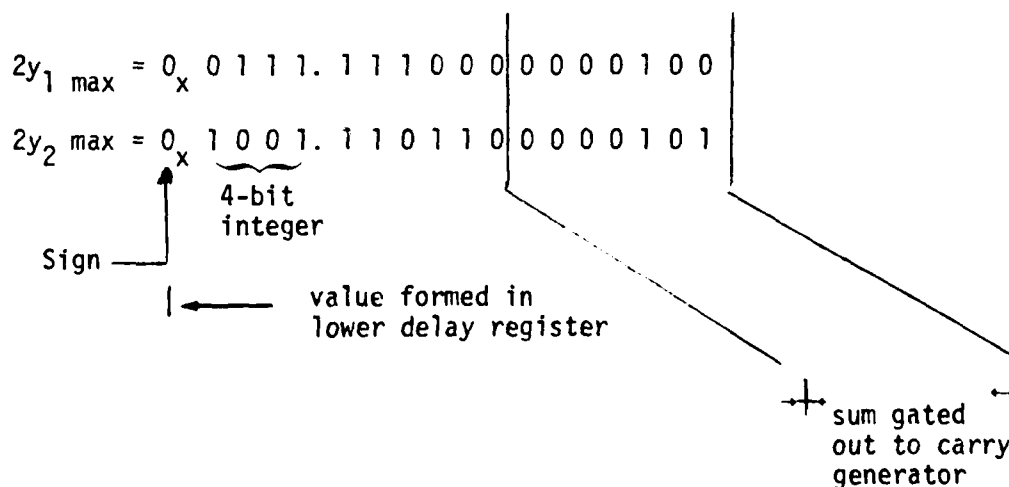 2y1 max = 0x 0 1 1 1. 1 1 1 0 0 0 0 0 0 0 1 0 0
2y2 max = 0x 1 0 0 1. 1 1 0 1 1 0 0 0 0 0 1 0 1
4-bit
integer
Sign
value formed in
lower delay register
sum gated
out to carry
generator